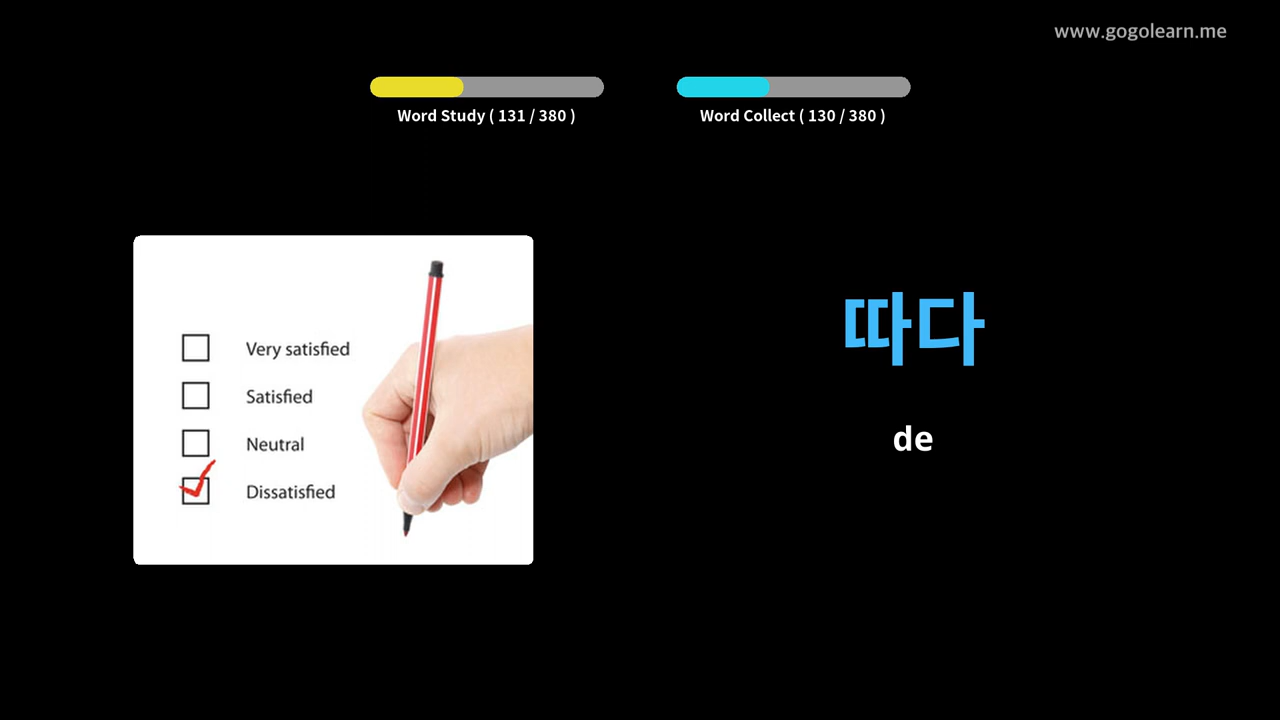 www.gogolearn.me
Word Study ( 131 / 380 )
Word Collect ( 130 / 380 )
Very satisfied
Satisfied
Neutral
Dissatisfied
따다
de